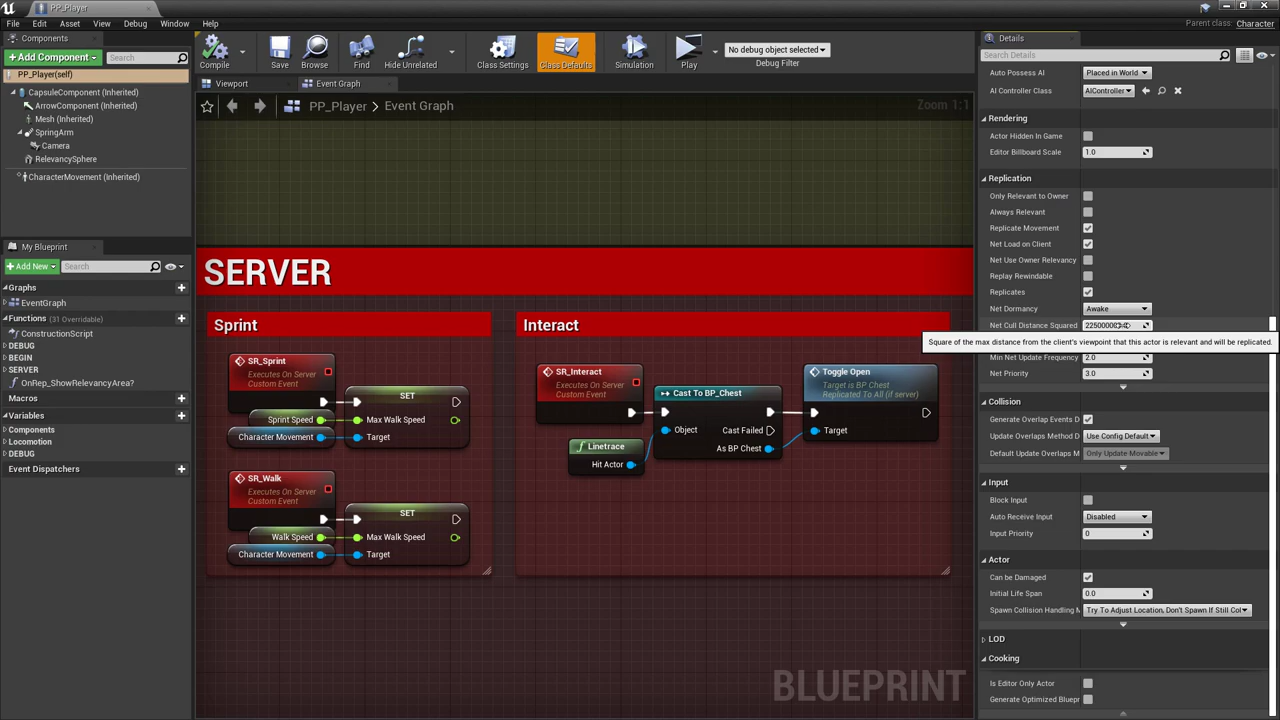 PP_Player
File Edit Asset View Debug Window Help
Parent class: Character
Components
+ Add Component Search
PP_Player(self)
CapsuleComponent (Inherited)
ArrowComponent (Inherited)
Mesh (Inherited)
SpringArm
Camera
RelevancySphere
CharacterMovement (Inherited)
My Blueprint
+ Add New Search
Graphs
EventGraph
Functions (31 Overridable)
ConstructionScript
DEBUG
BEGIN
SERVER
OnRep_ShowRelevancyArea?
Macros
Variables
Components
Locomotion
DEBUG
Event Dispatchers
Compile Save Browse Find Hide Unrelated Class Settings Class Defaults Simulation Play
No debug object selected
Debug Filter
Viewport Event Graph
PP_Player > Event Graph Zoom 1:1
SERVER
Sprint
SR_Sprint
Executes On Server
Custom Event
Sprint Speed
Character Movement
SET
Max Walk Speed
Target
SR_Walk
Executes On Server
Custom Event
Walk Speed
Character Movement
SET
Max Walk Speed
Target
Interact
SR_Interact
Executes On Server
Custom Event
Linetrace
Hit Actor
Cast To BP_Chest
Object
Cast Failed
As BP Chest
Toggle Open
Target is BP Chest
Replicated To All (if server)
Target
BLUEPRINT
Details
Search Details
Auto Possess AI Placed in World
AI Controller Class AIController
Rendering
Actor Hidden In Game
Editor Billboard Scale 1.0
Replication
Only Relevant to Owner
Always Relevant
Replicate Movement
Net Load on Client
Net Use Owner Relevancy
Replay Rewindable
Replicates
Net Dormancy Awake
Net Cull Distance Squared
Square of the max distance from the client's viewpoint that this actor is relevant and will be replicated.
Min Net Update Frequency 2.0
Net Priority 3.0
Collision
Generate Overlap Events D
Update Overlaps Method D Use Config Default
Default Update Overlaps M Only Update Movable
Input
Block Input
Auto Receive Input Disabled
Input Priority 0
Actor
Can be Damaged
Initial Life Span 0.0
Spawn Collision Handling M Try To Adjust Location, Don't Spawn If Still Col
LOD
Cooking
Is Editor Only Actor
Generate Optimized Bluepr